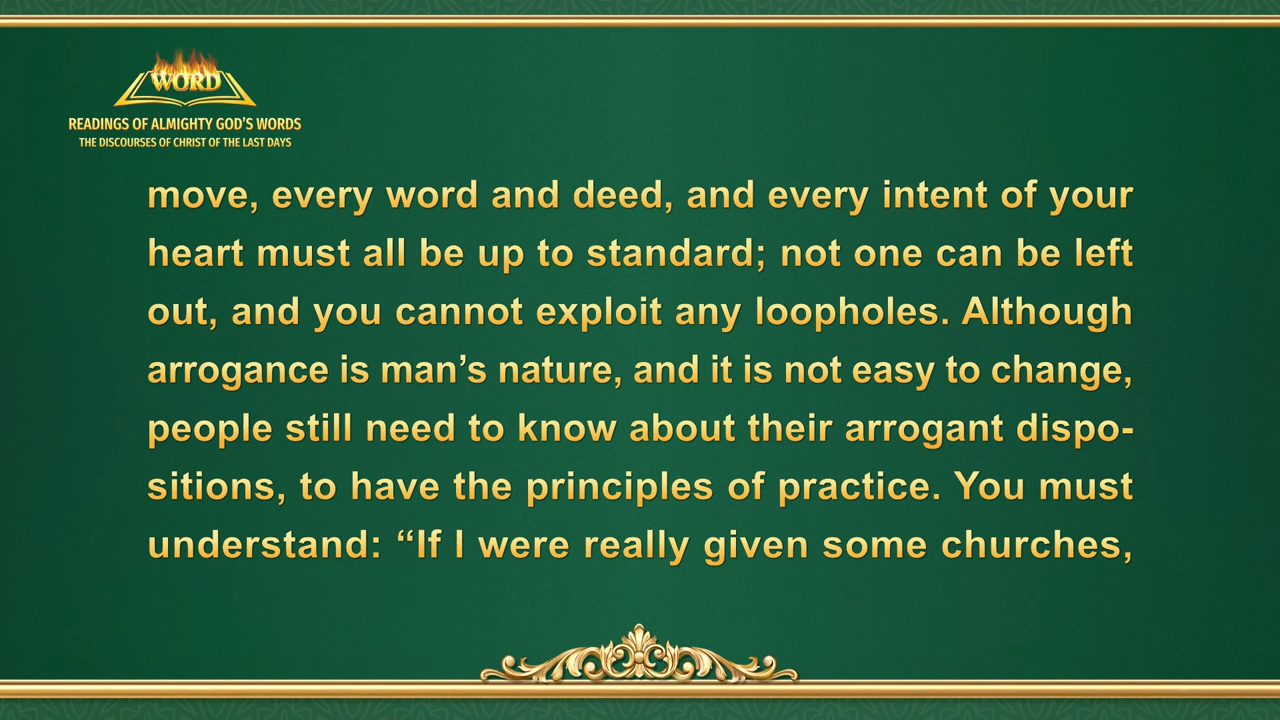 WORD
READINGS OF ALMIGHTY GOD'S WORDS
THE DISCOURSES OF CHRIST OF THE LAST DAYS
move, every word and deed, and every intent of your
heart must all be up to standard; not one can be left
out, and you cannot exploit any loopholes. Although
arrogance is man’s nature, and it is not easy to change,
people still need to know about their arrogant dispo-
sitions, to have the principles of practice. You must
understand: “If I were really given some churches,